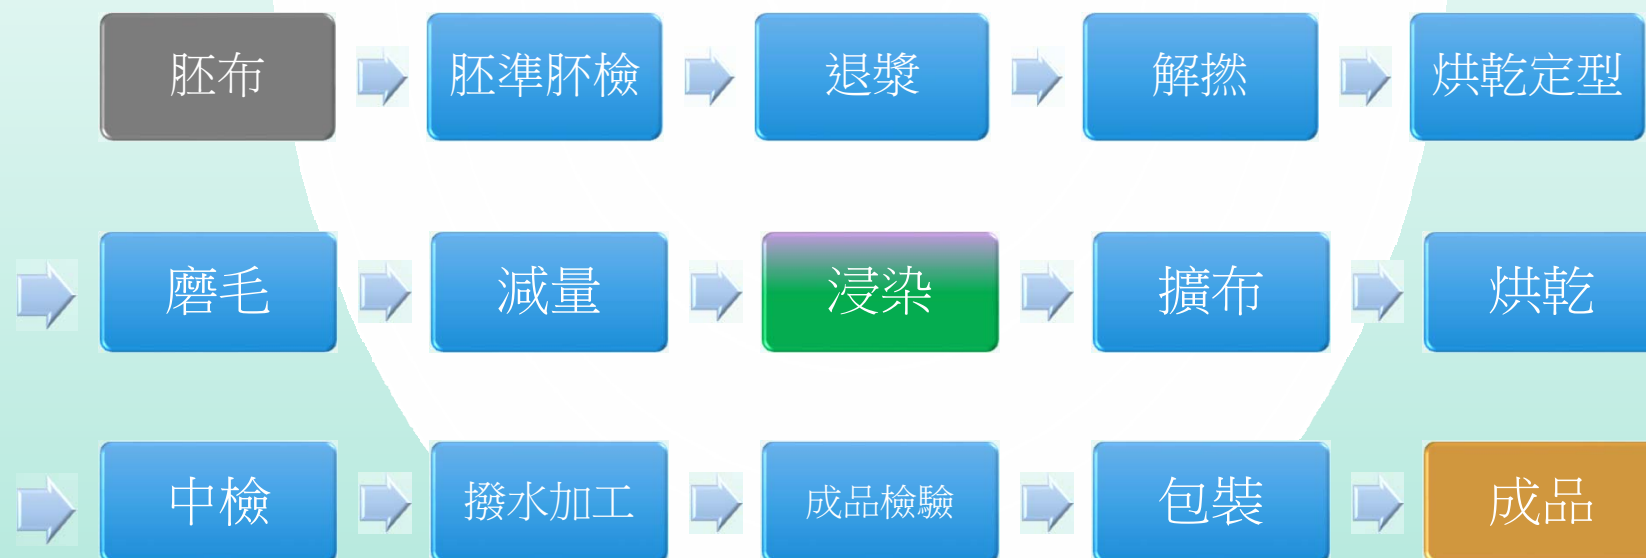 胚布
胚準胚檢
退漿
解撚
烘乾定型
磨毛
減量
浸染
擴布
烘乾
中檢
撥水加工
成品檢驗
包裝
成品